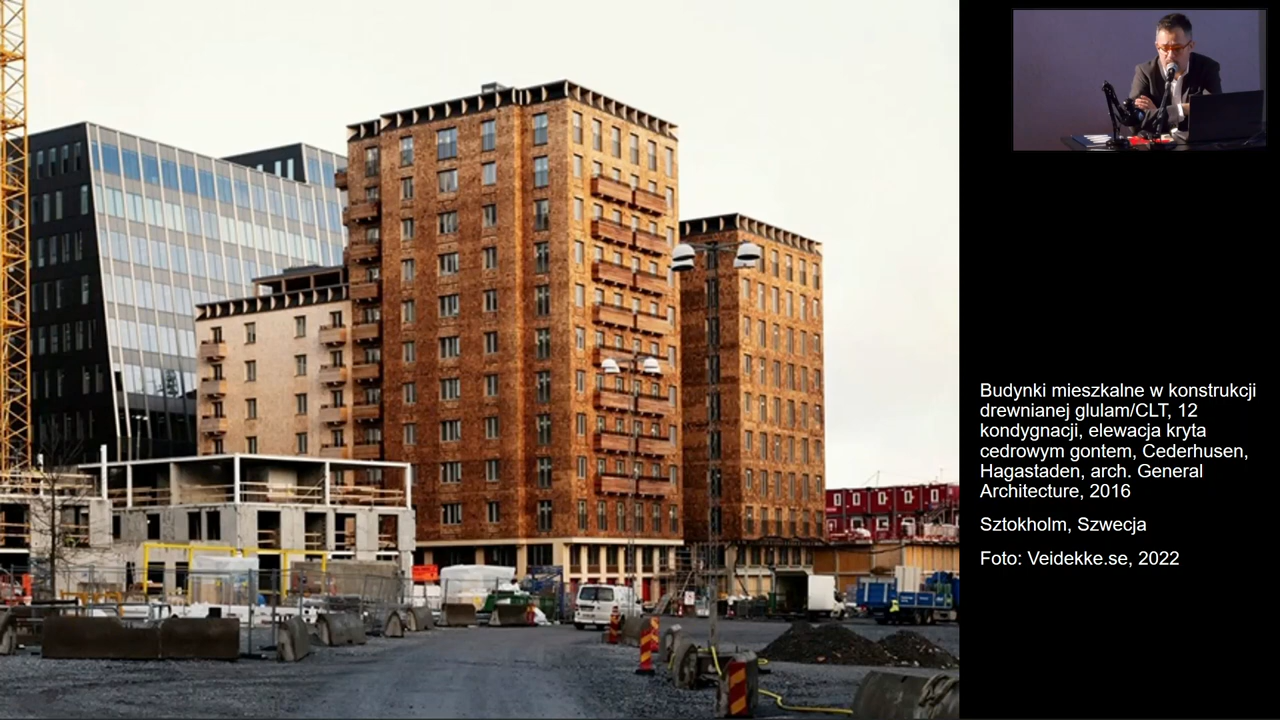 Budynki mieszkalne w konstrukcji
drewnianej glulam/CLT, 12
kondygnacji, elewacja kryta
cedrowym gontem, Cederhusen,
Hagastaden, arch. General
Architecture, 2016
Sztokholm, Szwecja
Foto: Veidekke.se, 2022